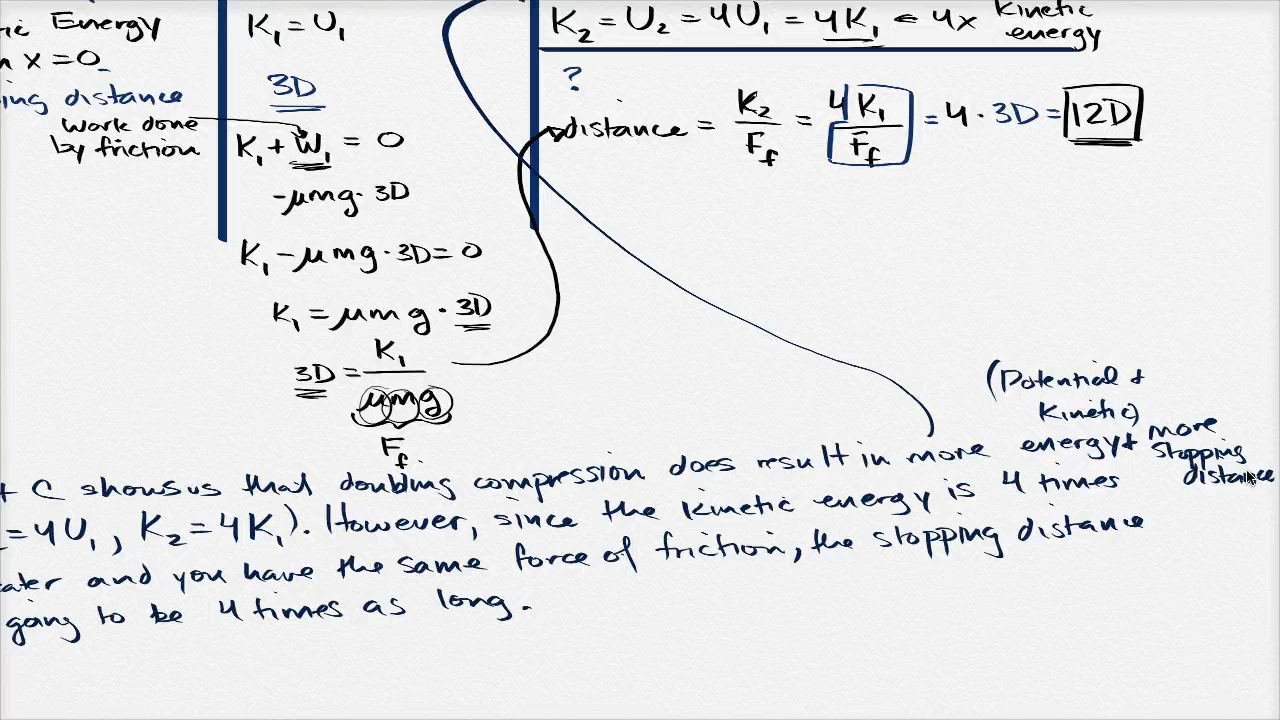 ic Energy
n x = 0
ing distance
work done
by friction
K₁ = U₁
3D
K₁ + W₁ = 0
-μmg · 3D
K₁ - μmg · 3D = 0
K₁ = μmg · 3D
3D = K₁ / μmg
F_f
K₂ = U₂ = 4U₁ = 4K₁ = 4x Kinetic
energy
?
distance = K₂ / F_f = 4K₁ / F_f = 4 · 3D = 12D
(Potential +
Kinetic)
C shows us that doubling compression does result in more energy + more
stopping
distance
= 4U₁, K₂ = 4K₁). However, since the kinetic energy is 4 times
ater and you have the same force of friction, the stopping distance
going to be 4 times as long.